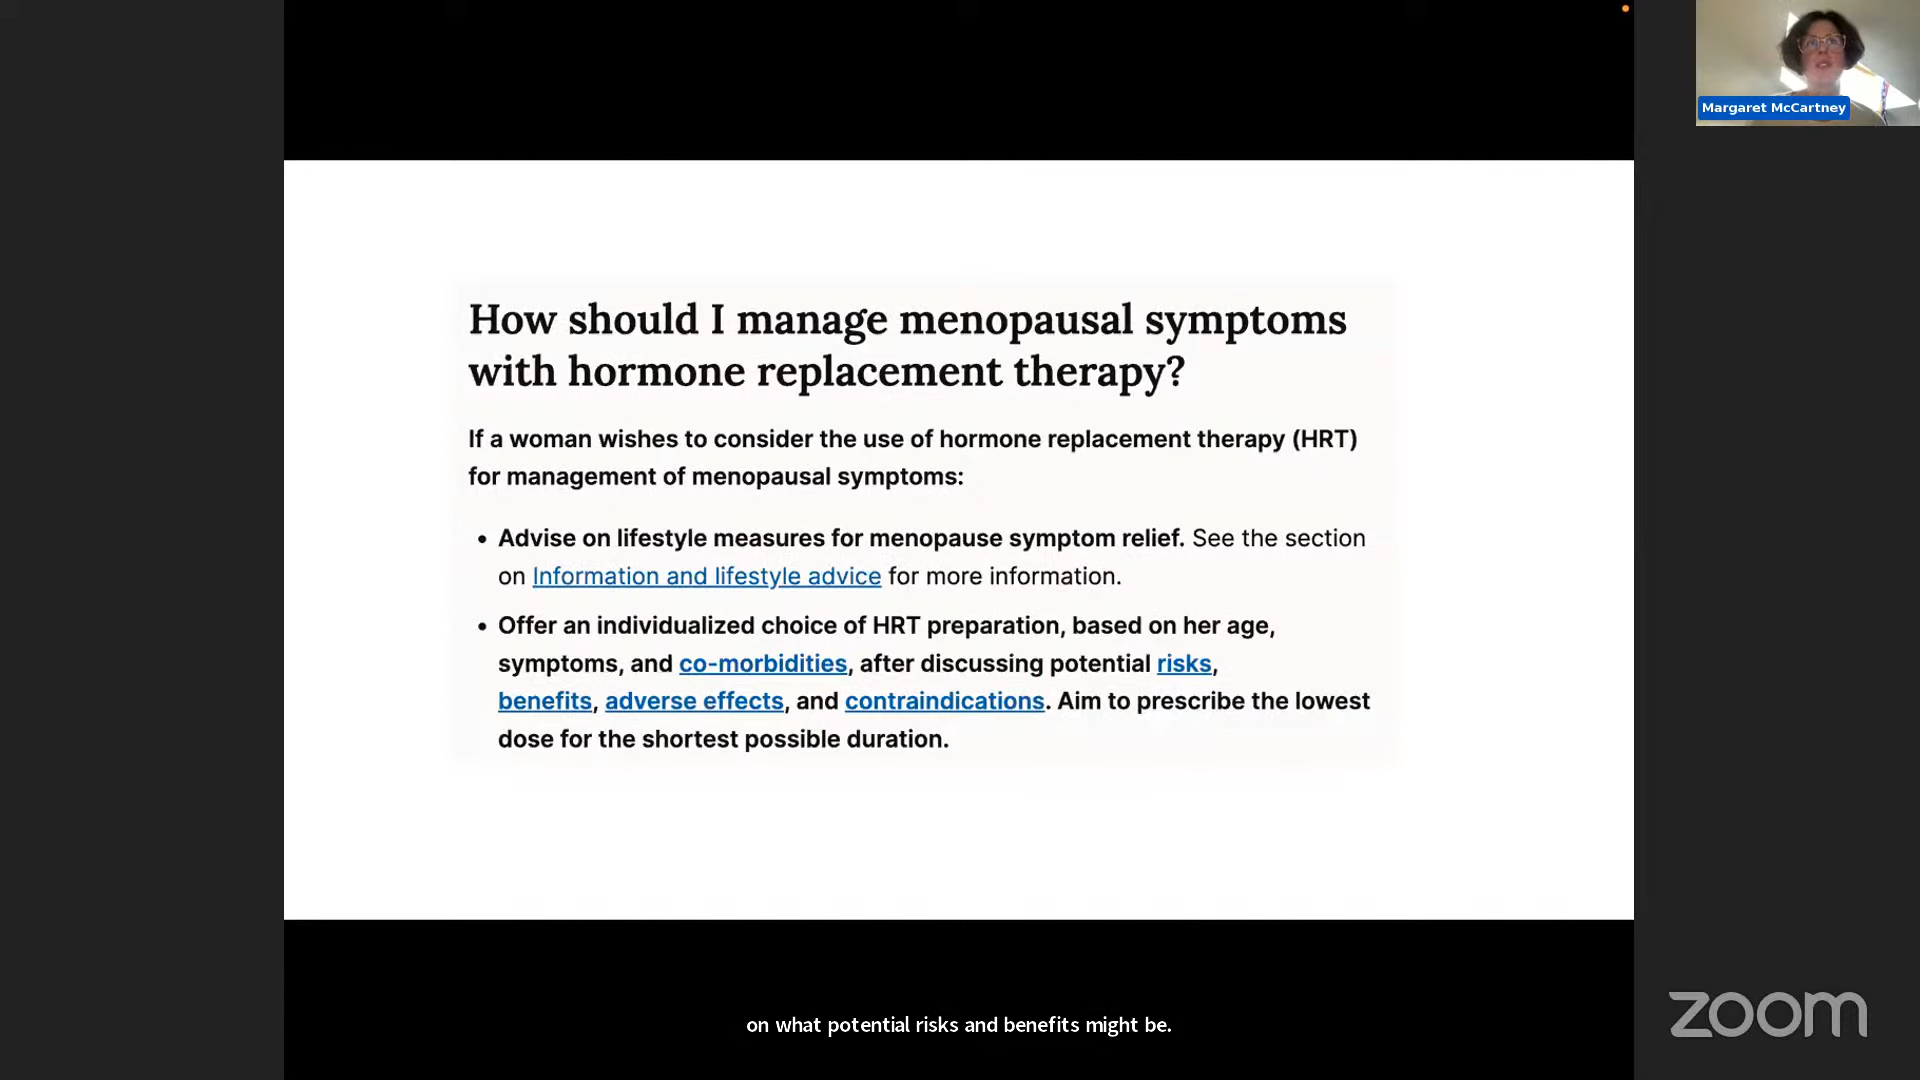 Margaret McCartney
How should I manage menopausal symptoms
with hormone replacement therapy?
If a woman wishes to consider the use of hormone replacement therapy (HRT)
for management of menopausal symptoms:
• Advise on lifestyle measures for menopause symptom relief. See the section
on Information and lifestyle advice for more information.
• Offer an individualized choice of HRT preparation, based on her age,
symptoms, and co-morbidities, after discussing potential risks,
benefits, adverse effects, and contraindications. Aim to prescribe the lowest
dose for the shortest possible duration.
on what potential risks and benefits might be.
zoom